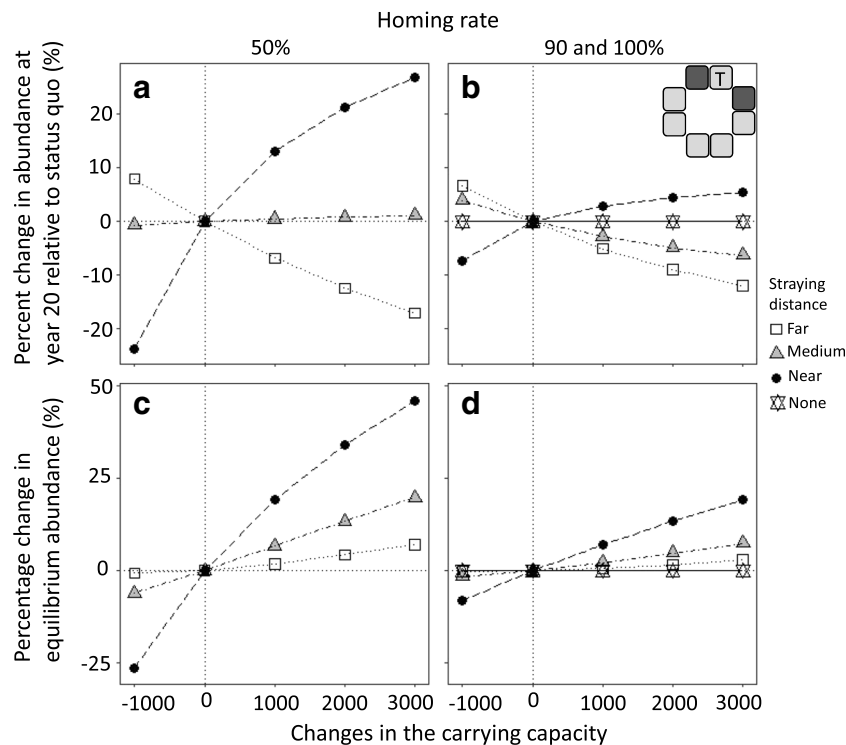 Homing rate
50%
90 and 100%
Percent change in abundance at
year 20 relative to status quo (%)
a
b
T
20
10
0
-10
-20
Straying
distance
Far
Medium
Near
None
Percentage change in
equilibrium abundance (%)
c
d
50
25
0
-25
-1000 0 1000 2000 3000
-1000 0 1000 2000 3000
Changes in the carrying capacity